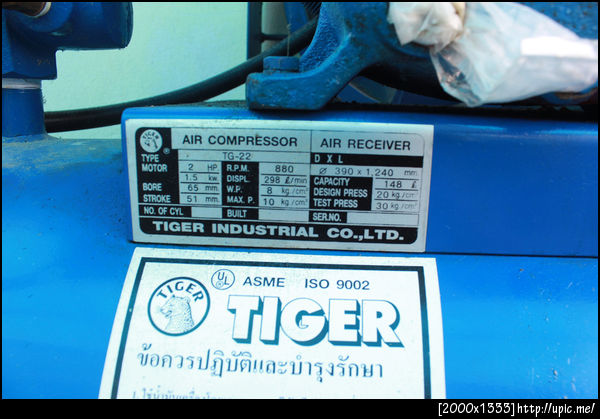 TIGER
AIR COMPRESSOR AIR RECEIVER
TYPE TG-22 D X L
MOTOR 2 HP R.P.M. 880 ø 390 x 1,240 mm
1.5 kw. DISPL. 298 ℓ/min CAPACITY 148 ℓ
BORE 65 mm W.P. 8 kg./cm² DESIGN PRESS 20 kg/cm²
STROKE 51 mm MAX. P. 10 kg./cm² TEST PRESS 30 kg/cm²
NO. OF CYL BUILT SER.NO.
TIGER INDUSTRIAL CO.,LTD.
UL ASME ISO 9002
TIGER TIGER
ข้อควรปฏิบัติและบำรุงรักษา
[2000x1333]http://upic.me/